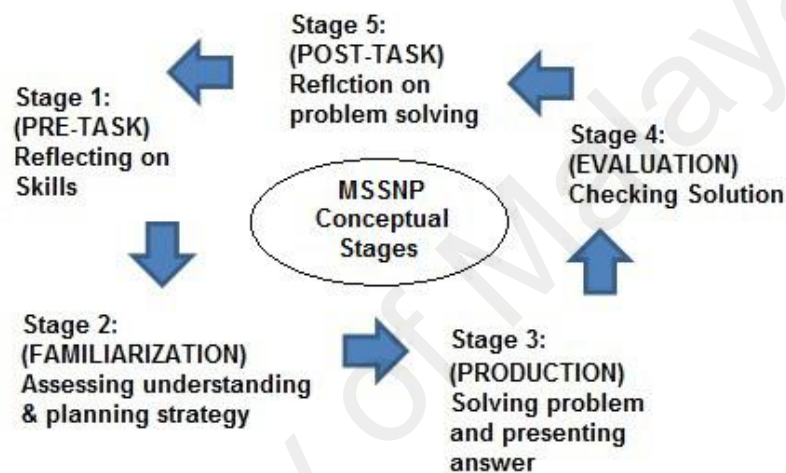 Stage 5:
(POST-TASK)
Reflction on
problem solving
Stage 1:
(PRE-TASK)
Reflecting on
Skills
Stage 4:
(EVALUATION)
Checking Solution
MSSNP
Conceptual
Stages
Stage 2:
(FAMILIARIZATION)
Assessing understanding
& planning strategy
Stage 3:
(PRODUCTION)
Solving problem
and presenting
answer
of Malaya